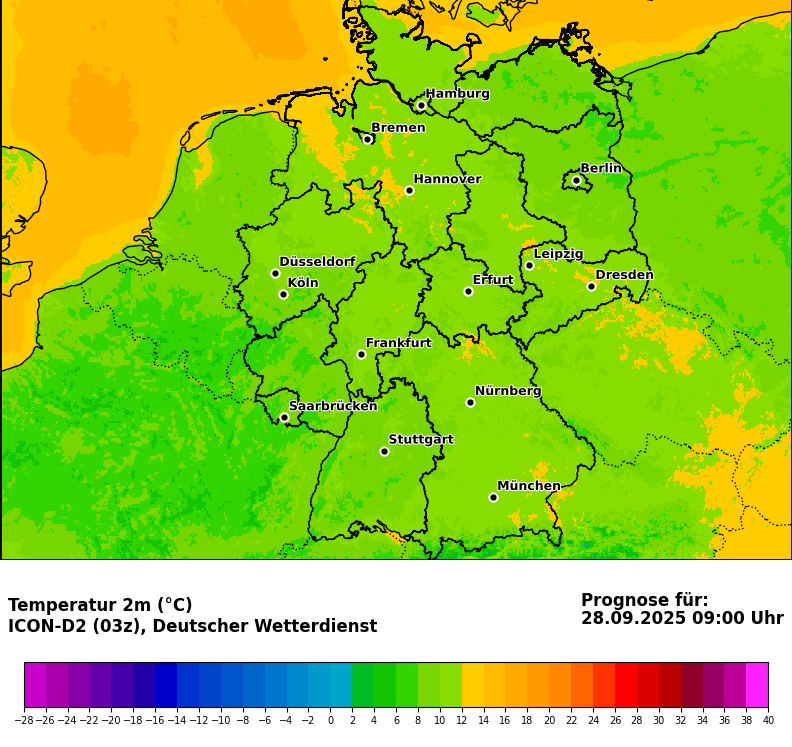 Hamburg
Bremen
Berlin
Hannover
Leipzig
Düsseldorf
Dresden
Köln
Erfurt
Frankfurt
Nürnberg
Saarbrücken
Stuttgart
München
Temperatur 2m (°C)
ICON-D2 (03z), Deutscher Wetterdienst
Prognose für:
28.09.2025 09:00 Uhr
−28 −26 −24 −22 −20 −18 −16 −14 −12 −10 −8 −6 −4 −2 0 2 4 6 8 10 12 14 16 18 20 22 24 26 28 30 32 34 36 38 40